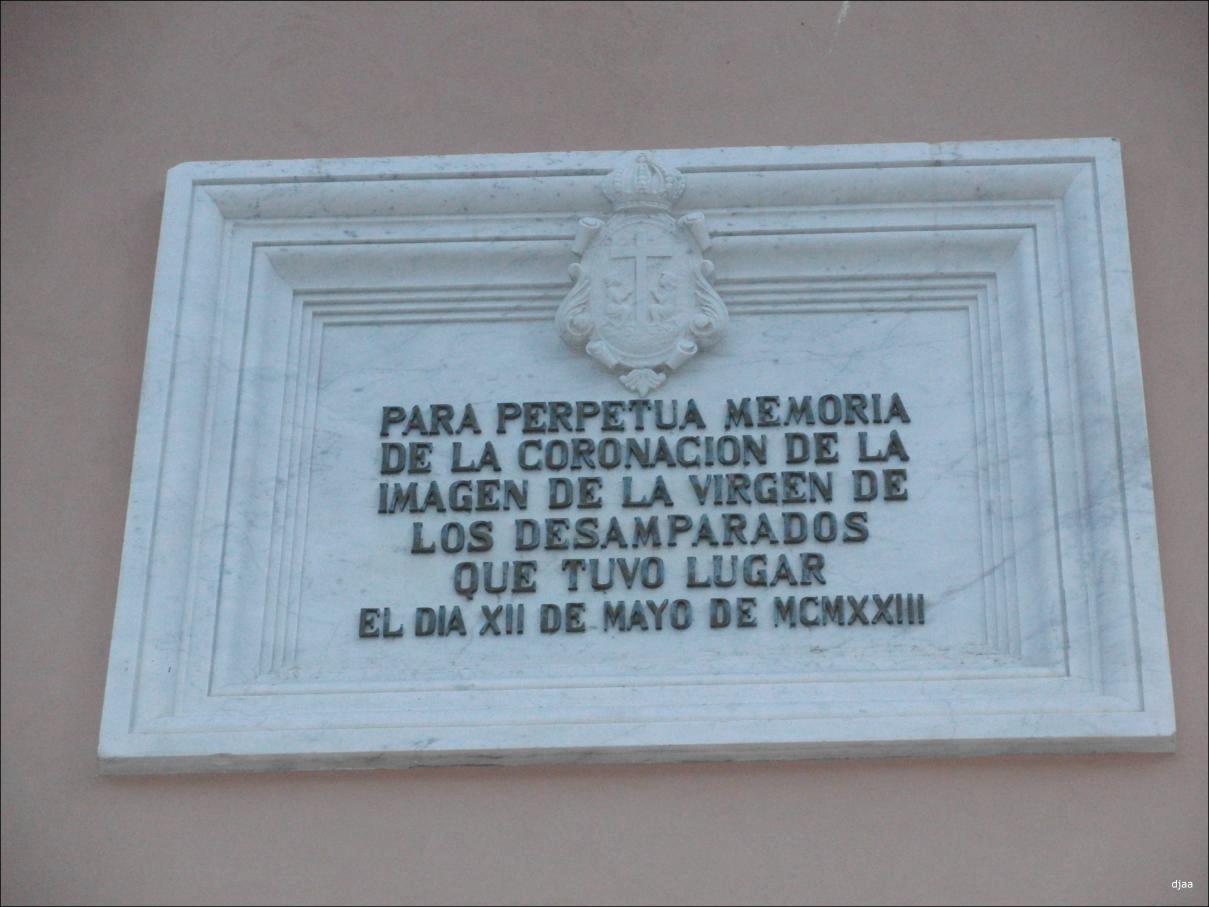 PARA PERPETUA MEMORIA
DE LA CORONACIÓN DE LA
IMAGEN DE LA VIRGEN DE
LOS DESAMPARADOS
QUE TUVO LUGAR
EL DIA XII DE MAYO DE MCMXXIII
djaa